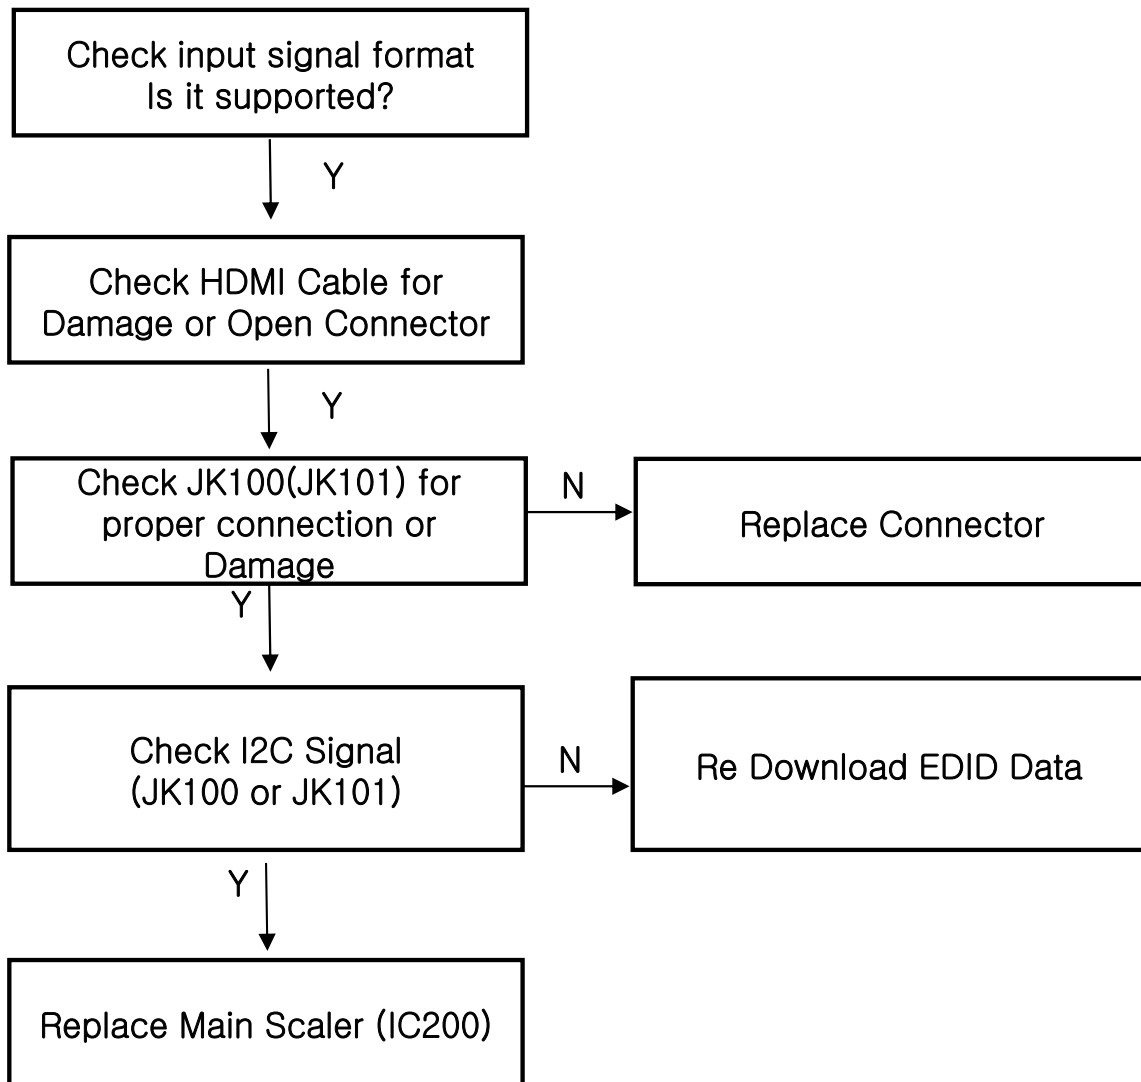 Check input signal format
Is it supported?
Y
Check HDMI Cable for
Damage or Open Connector
Y
Check JK100(JK101) for
proper connection or
Damage
N
Replace Connector
Y
Check I2C Signal
(JK100 or JK101)
N
Re Download EDID Data
Y
Replace Main Scaler (IC200)